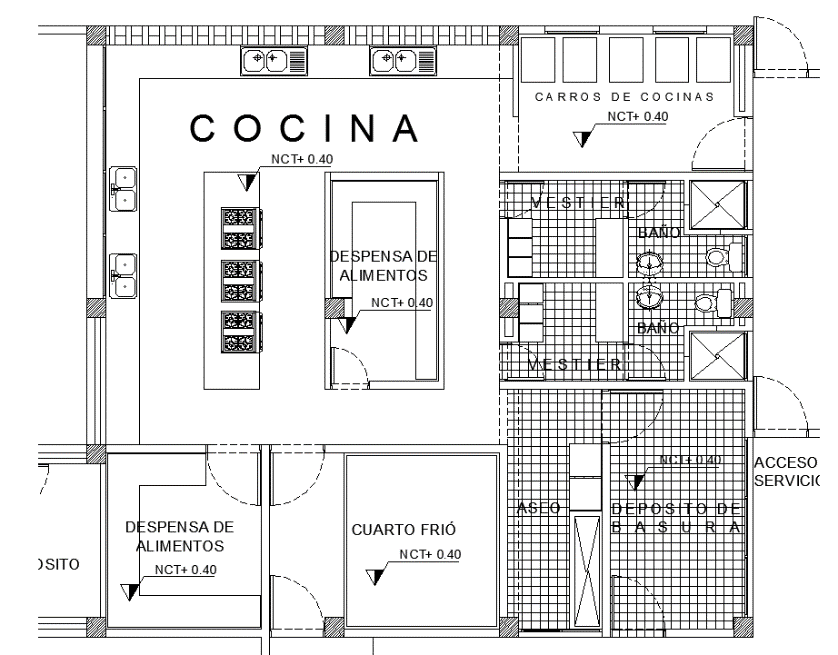 CARROS DE COCINAS
NCT+ 0.40
COCINA
NCT+ 0.40
VESTIER
BAÑO
DESPENSA DE
ALIMENTOS
NCT+ 0.40
BAÑO
VESTIER
NCT+ 0.40
ACCESO
SERVICIO
ASEO
DEPOSITO DE
BASURA
DESPENSA DE
ALIMENTOS
NCT+ 0.40
CUARTO FRIÓ
NCT+ 0.40
OSITO